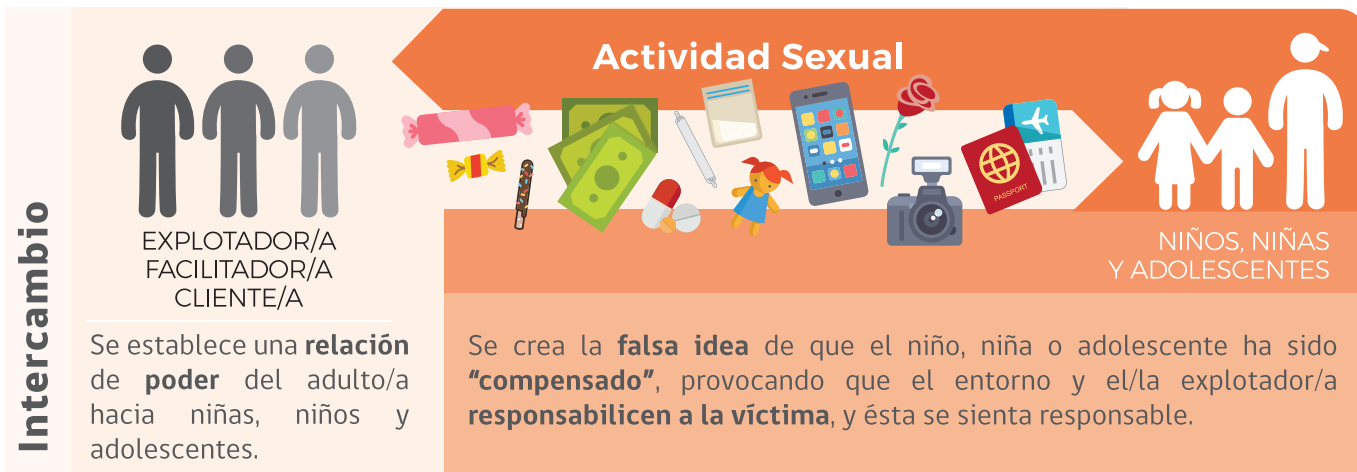 Intercambio
Actividad Sexual
PASSPORT
EXPLOTADOR/A
FACILITADOR/A
CLIENTE/A
NIÑOS, NIÑAS
Y ADOLESCENTES
Se establece una relación
de poder del adulto/a
hacia niñas, niños y
adolescentes.
Se crea la falsa idea de que el niño, niña o adolescente ha sido
“compensado”, provocando que el entorno y el/la explotador/a
responsabilicen a la víctima, y ésta se sienta responsable.